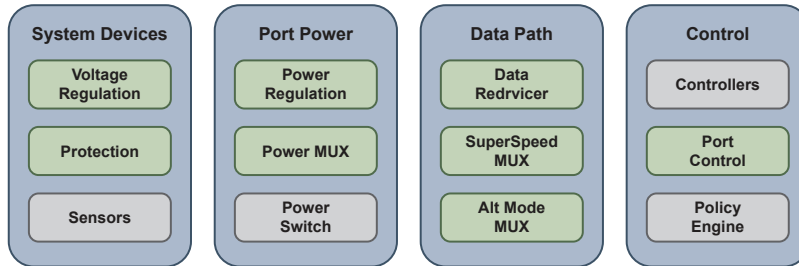 System Devices
Voltage
Regulation
Protection
Sensors
Port Power
Power
Regulation
Power MUX
Power
Switch
Data Path
Data
Redrvicer
SuperSpeed
MUX
Alt Mode
MUX
Control
Controllers
Port
Control
Policy
Engine